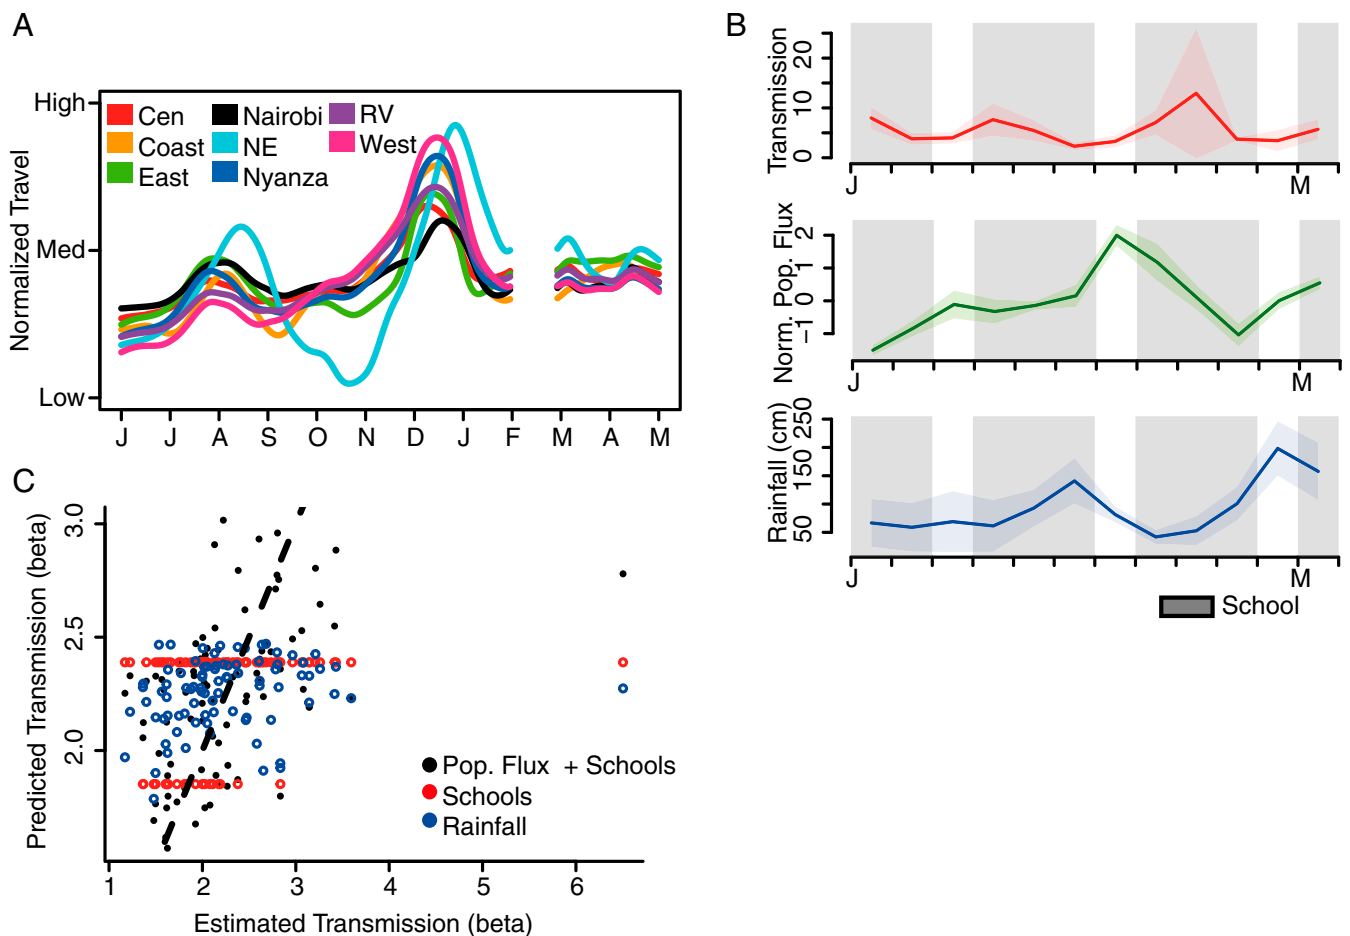 A
High
Med
Low
Normalized Travel
Cen
Coast
East
Nairobi
NE
Nyanza
RV
West
J J A S O N D J F M A M
B
Transmission
0 10 20
J M
Norm. Pop. Flux
−1 0 1 2
J M
Rainfall (cm)
50 150 250
J M
School
C
Predicted Transmission (beta)
2.0 2.5 3.0
Pop. Flux + Schools
Schools
Rainfall
1 2 3 4 5 6
Estimated Transmission (beta)